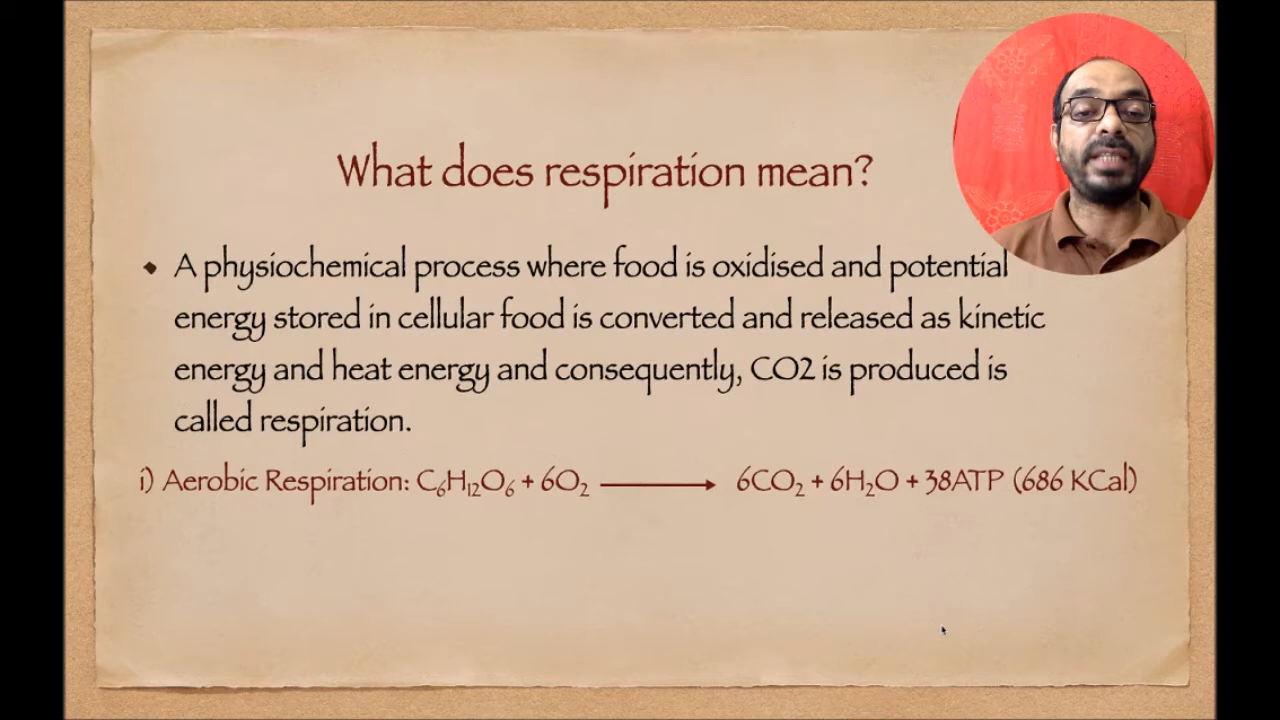 What does respiration mean?
A physiochemical process where food is oxidised and potential
energy stored in cellular food is converted and released as kinetic
energy and heat energy and consequently, CO2 is produced is
called respiration.
i) Aerobic Respiration: C₆H₁₂O₆ + 6O₂ ⟶ 6CO₂ + 6H₂O + 38ATP (686 KCal)